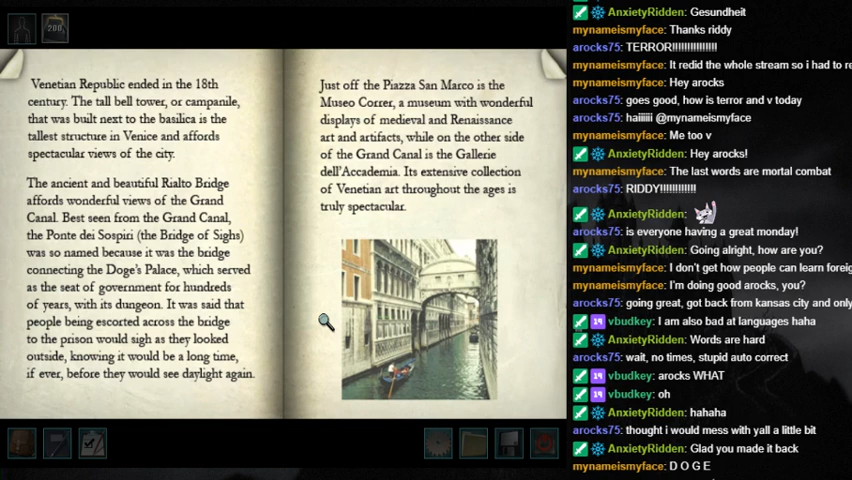 200
Venetian Republic ended in the 18th
century. The tall bell tower, or campanile,
that was built next to the basilica is the
tallest structure in Venice and affords
spectacular views of the city.
The ancient and beautiful Rialto Bridge
affords wonderful views of the Grand
Canal. Best seen from the Grand Canal,
the Ponte dei Sospiri (the Bridge of Sighs)
was so named because it was the bridge
connecting the Doge's Palace, which served
as the seat of government for hundreds
of years, with its dungeon. It was said that
people being escorted across the bridge
to the prison would sigh as they looked
outside, knowing it would be a long time,
if ever, before they would see daylight again.
Just off the Piazza San Marco is the
Museo Correr, a museum with wonderful
displays of medieval and Renaissance
art and artifacts, while on the other side
of the Grand Canal is the Gallerie
dell'Accademia. Its extensive collection
of Venetian art throughout the ages is
truly spectacular.
AnxietyRidden: Gesundheit
mynameismyface: Thanks riddy
arocks75: TERROR!!!!!!!!!!!!!!!!
mynameismyface: It redid the whole stream so i had to re
mynameismyface: Hey arocks
arocks75: goes good, how is terror and v today
arocks75: haiiiiii @mynameismyface
mynameismyface: Me too v
AnxietyRidden: Hey arocks!
mynameismyface: The last words are mortal combat
arocks75: RIDDY!!!!!!!!!!!!
AnxietyRidden:
arocks75: is everyone having a great monday!
AnxietyRidden: Going alright, how are you?
mynameismyface: I don't get how people can learn foreig
mynameismyface: I'm doing good arocks, you?
arocks75: going great, got back from kansas city and only
vbudkey: I am also bad at languages haha
AnxietyRidden: Words are hard
arocks75: wait, no times, stupid auto correct
vbudkey: arocks WHAT
vbudkey: oh
AnxietyRidden: hahaha
arocks75: thought i would mess with yall a little bit
AnxietyRidden: Glad you made it back
mynameismyface: D O G E